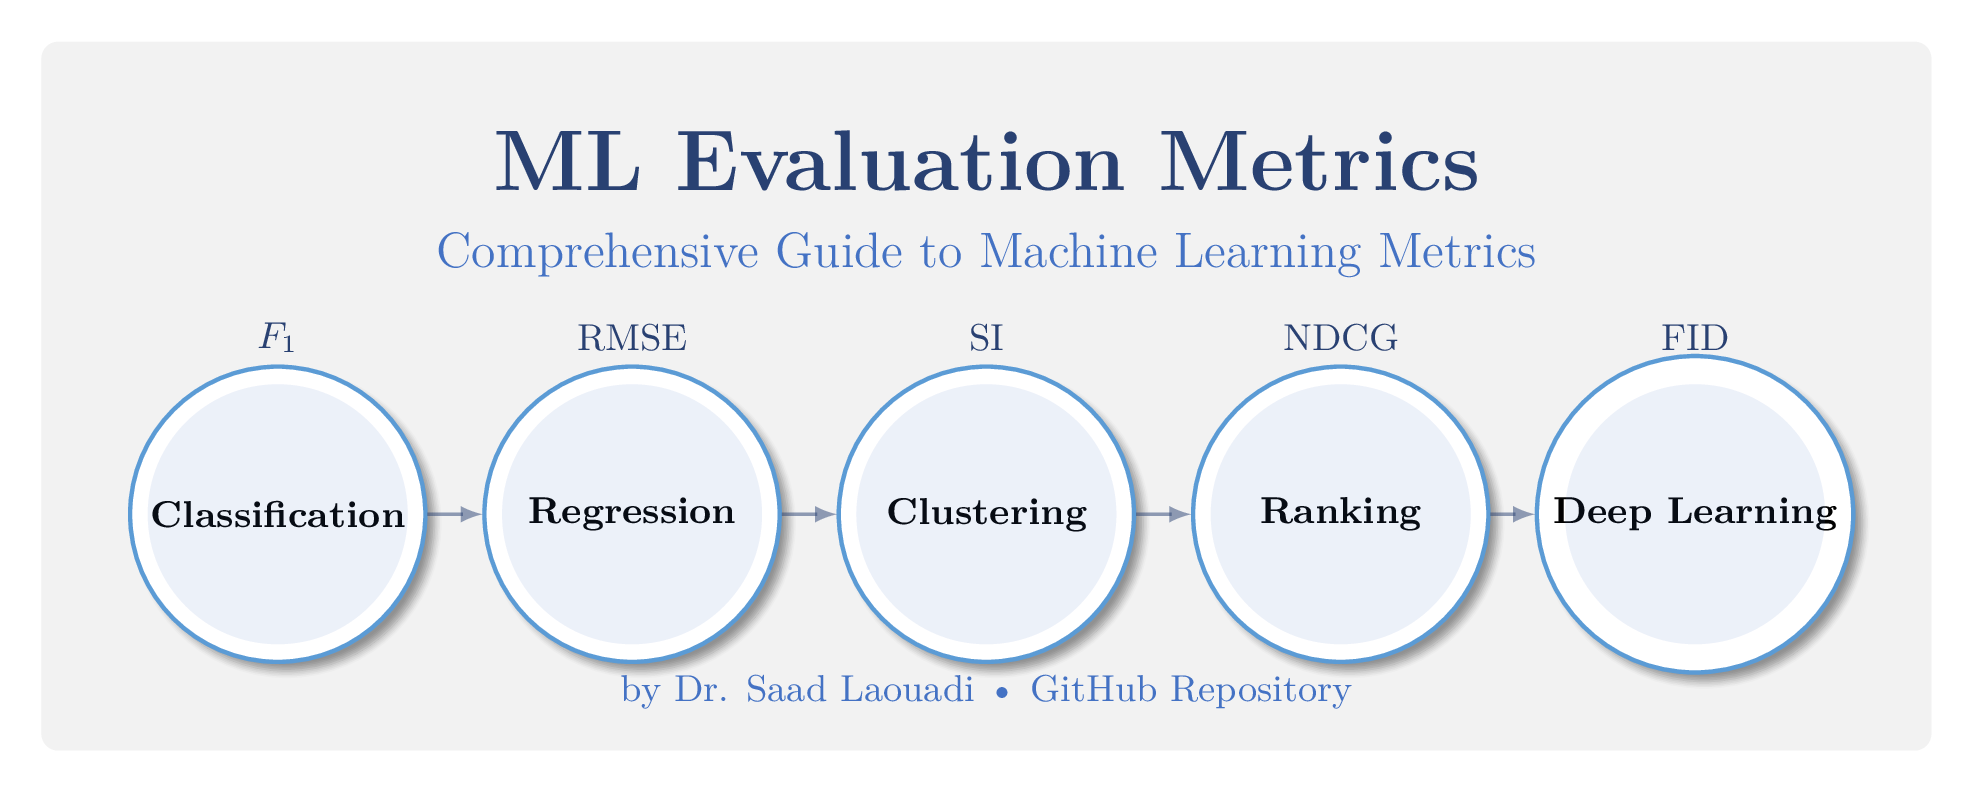 ML Evaluation Metrics
Comprehensive Guide to Machine Learning Metrics
F₁ RMSE SI NDCG FID
Classification Regression Clustering Ranking Deep Learning
by Dr. Saad Laouadi • GitHub Repository